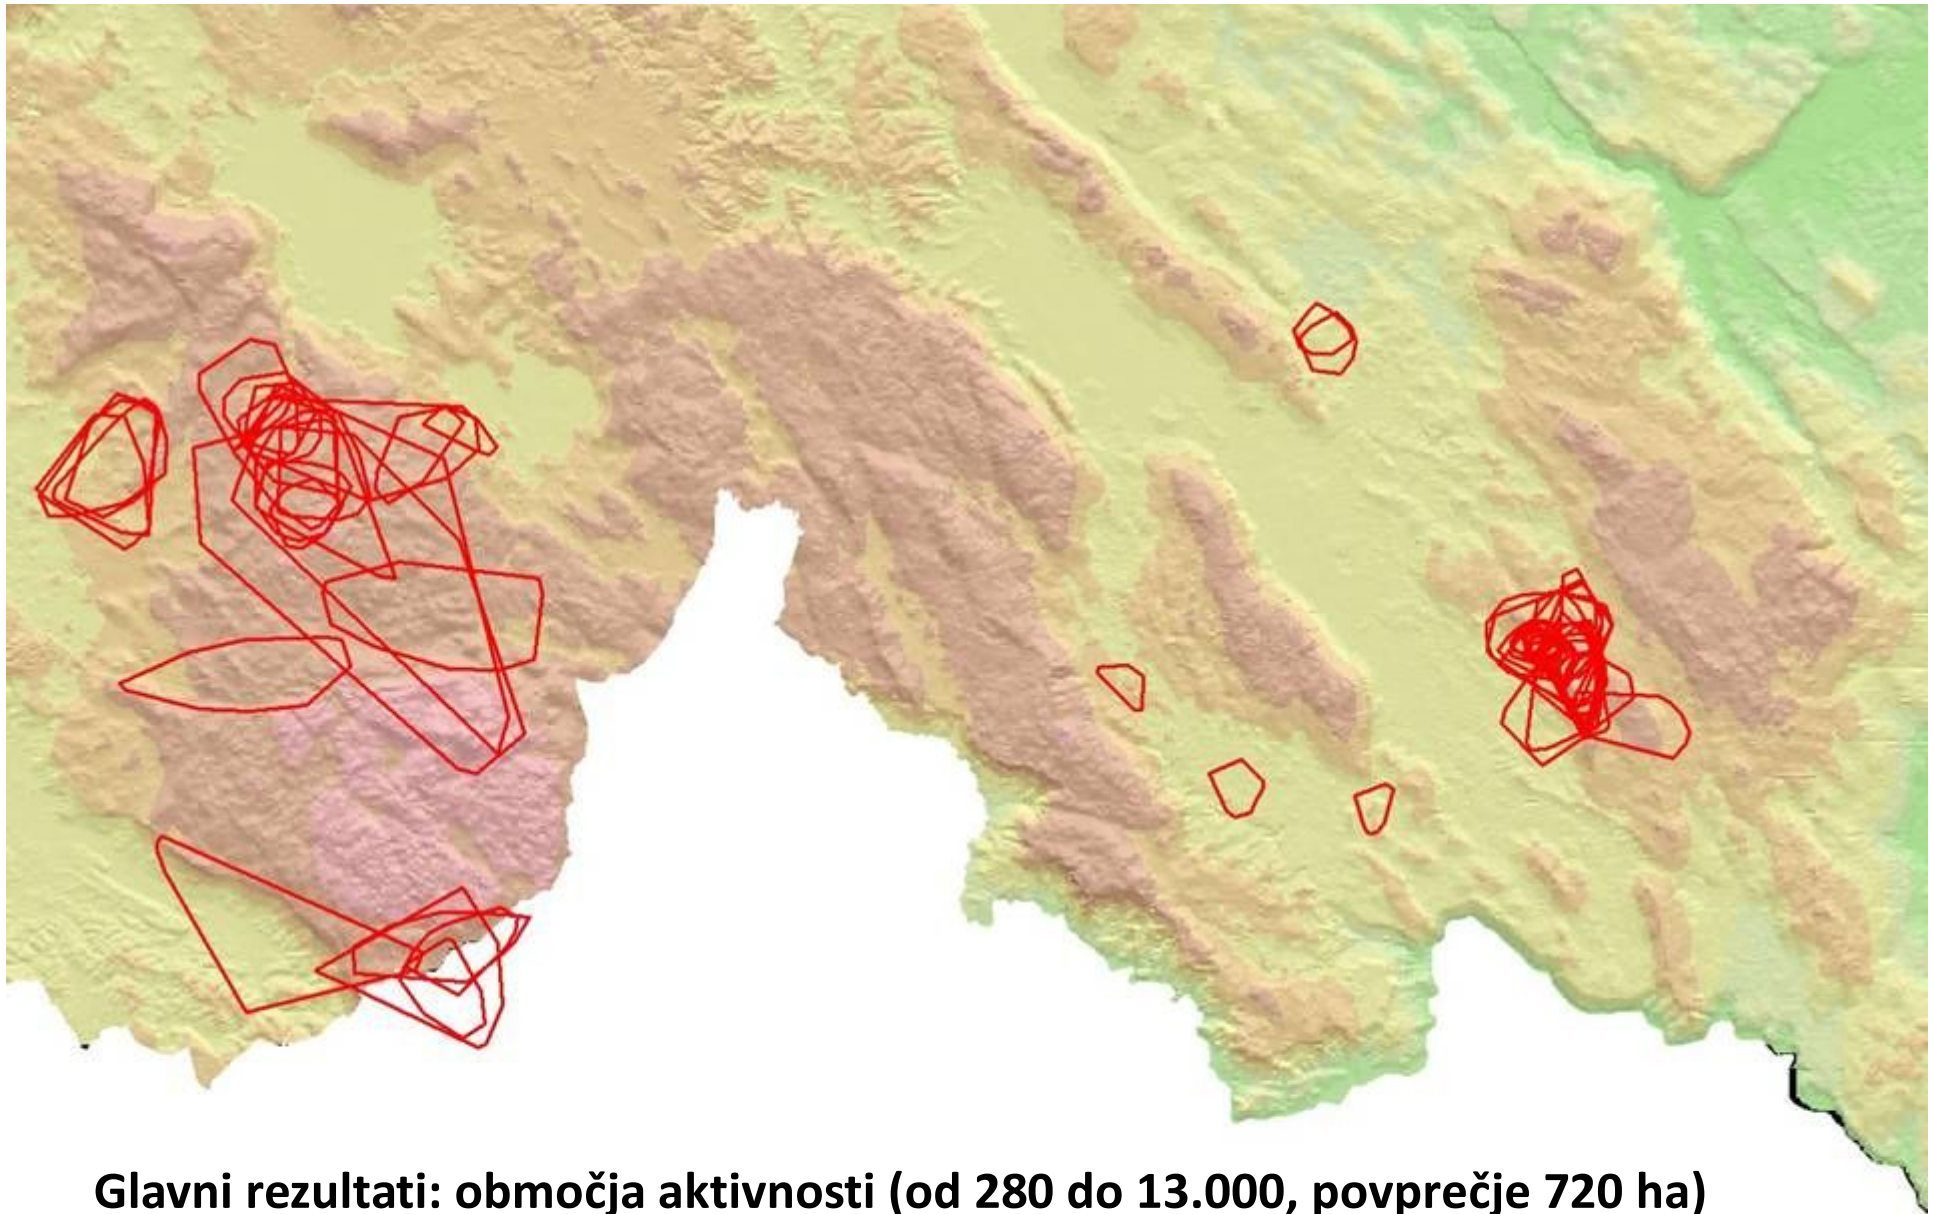 Glavni rezultati: območja aktivnosti (od 280 do 13.000, povprečje 720 ha)